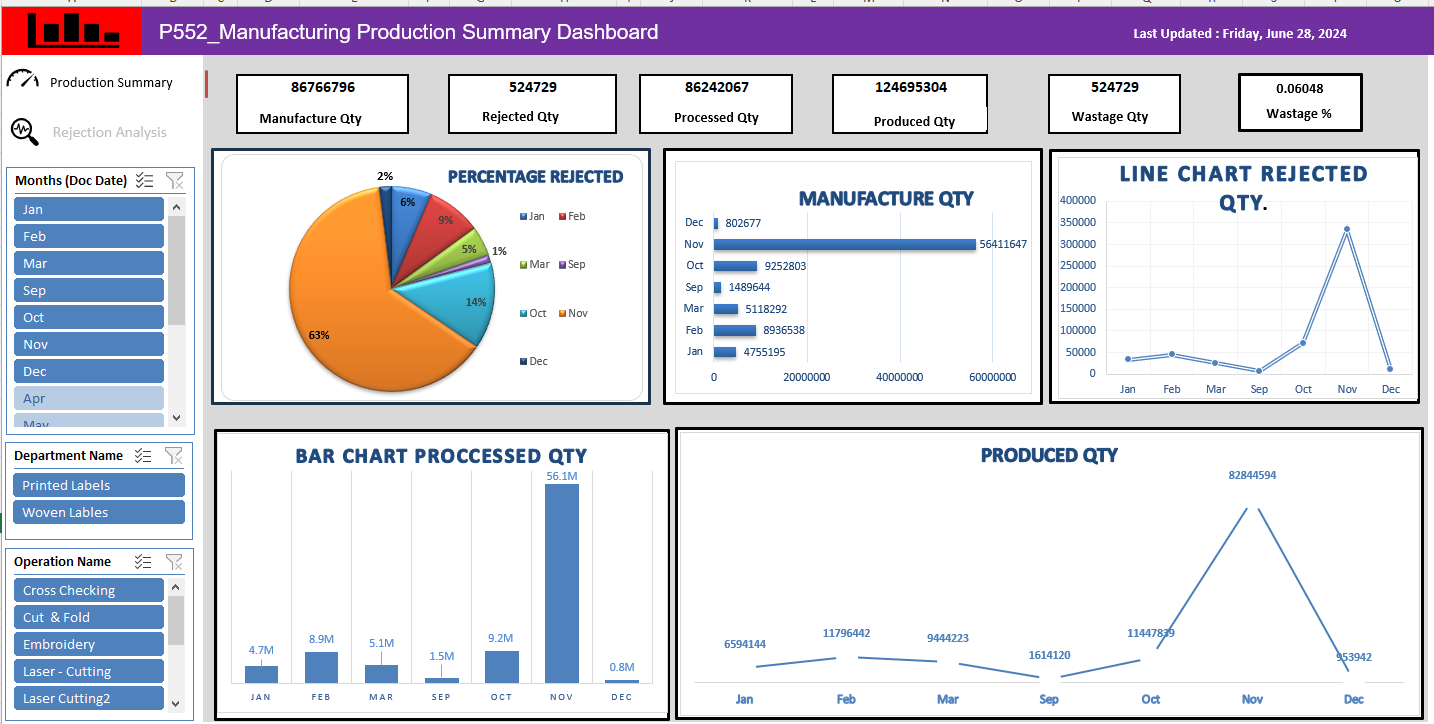 P552_Manufacturing Production Summary Dashboard
Last Updated : Friday, June 28, 2024
Production Summary
Rejection Analysis
86766796
Manufacture Qty
524729
Rejected Qty
86242067
Processed Qty
124695304
Produced Qty
524729
Wastage Qty
0.06048
Wastage %
Months (Doc Date)
Jan
Feb
Mar
Sep
Oct
Nov
Dec
Apr
May
Department Name
Printed Labels
Woven Lables
Operation Name
Cross Checking
Cut & Fold
Embroidery
Laser - Cutting
Laser Cutting2
PERCENTAGE REJECTED
2%
6%
9%
5%
1%
14%
63%
Jan Feb
Mar Sep
Oct Nov
Dec
MANUFACTURE QTY
Dec 802677
Nov 56411647
Oct 9252803
Sep 1489644
Mar 5118292
Feb 8936538
Jan 4755195
0 20000000 40000000 60000000
LINE CHART REJECTED
QTY.
400000
350000
300000
250000
200000
150000
100000
50000
0
Jan Feb Mar Sep Oct Nov Dec
BAR CHART PROCCESSED QTY
4.7M 8.9M 5.1M 1.5M 9.2M 56.1M 0.8M
JAN FEB MAR SEP OCT NOV DEC
PRODUCED QTY
6594144 11796442 9444223 1614120 11447839 82844594 953942
Jan Feb Mar Sep Oct Nov Dec